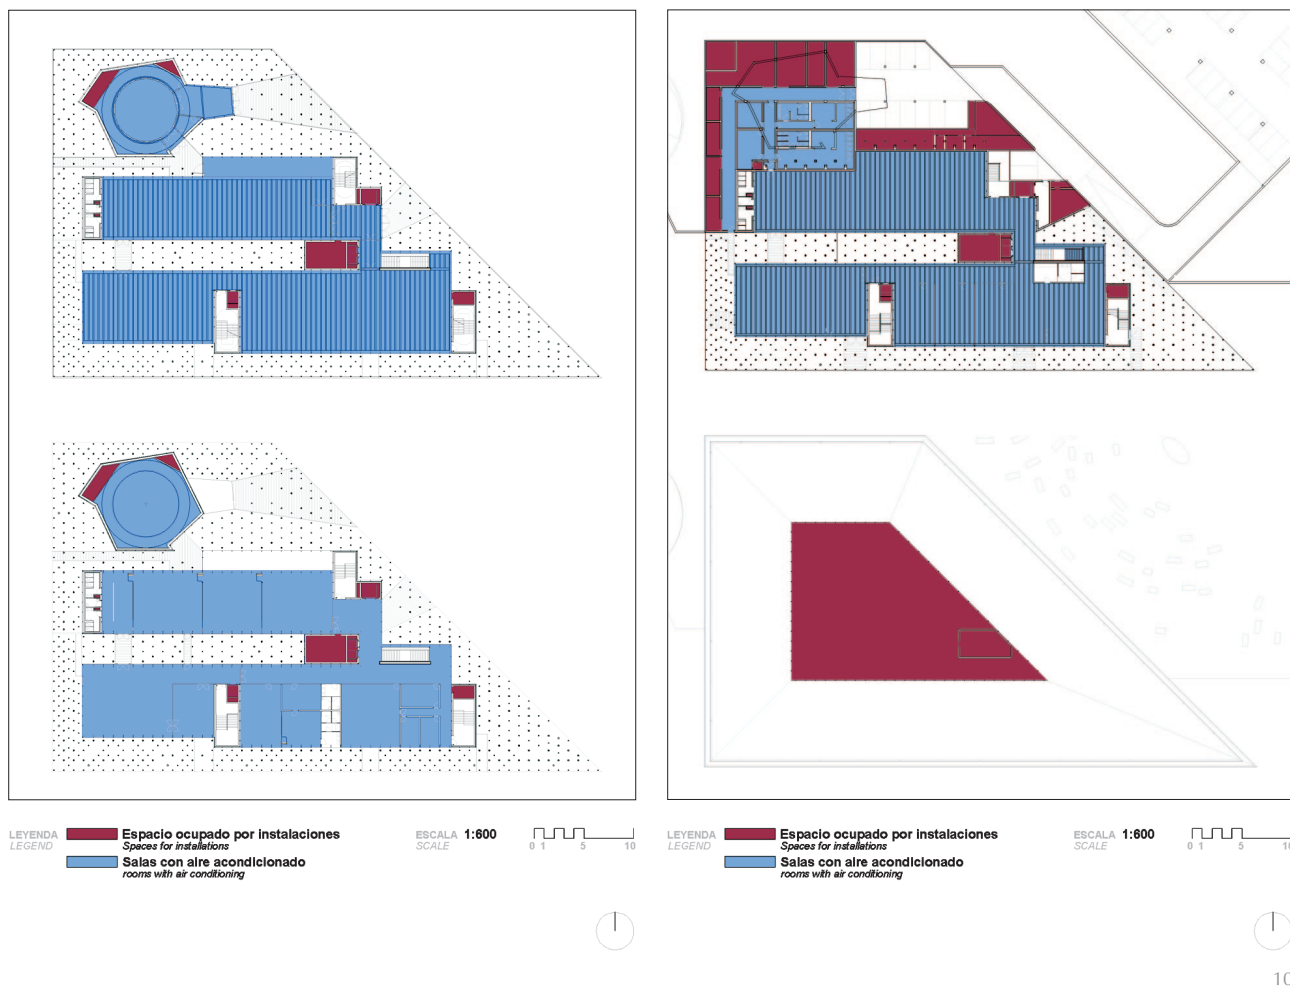 LEYENDA Espacio ocupado por instalaciones ESCALA 1:600
LEGEND Spaces for installations SCALE 0 1 5 10
Salas con aire acondicionado
rooms with air conditioning
LEYENDA Espacio ocupado por instalaciones ESCALA 1:600
LEGEND Spaces for installations SCALE 0 1 5 10
Salas con aire acondicionado
rooms with air conditioning
10